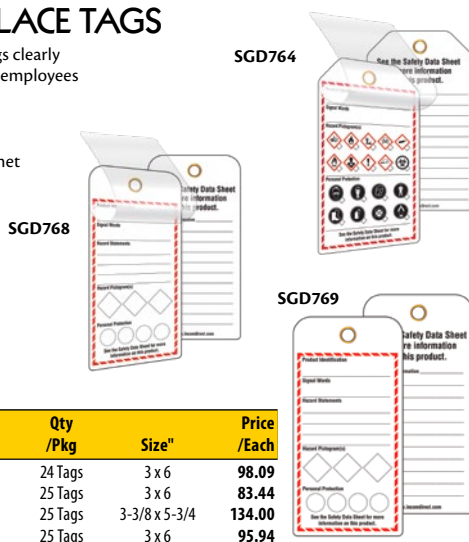 LACE TAGS
gs clearly
employees
net
SGD764
See the Safety Data Sheet
more information
this product.
Signal Words
Hazard Pictogram(s)
Personal Protection
See the Safety Data Sheet for more
information on this product.
SGD768
Safety Data Sheet
re information
his product.
Signal Words
Hazard Statements
Hazard Pictogram(s)
Personal Protection
See the Safety Data Sheet for more
information on this product.
SGD769
Safety Data Sheet
re information
his product.
Product Identification
Signal Words
Hazard Statements
Hazard Pictogram(s)
Personal Protection
See the Safety Data Sheet for more
information on this product.
Qty Price
/Pkg Size" /Each
24 Tags 3 x 6 98.09
25 Tags 3 x 6 83.44
25 Tags 3-3/8 x 5-3/4 134.00
25 Tags 3 x 6 95.94